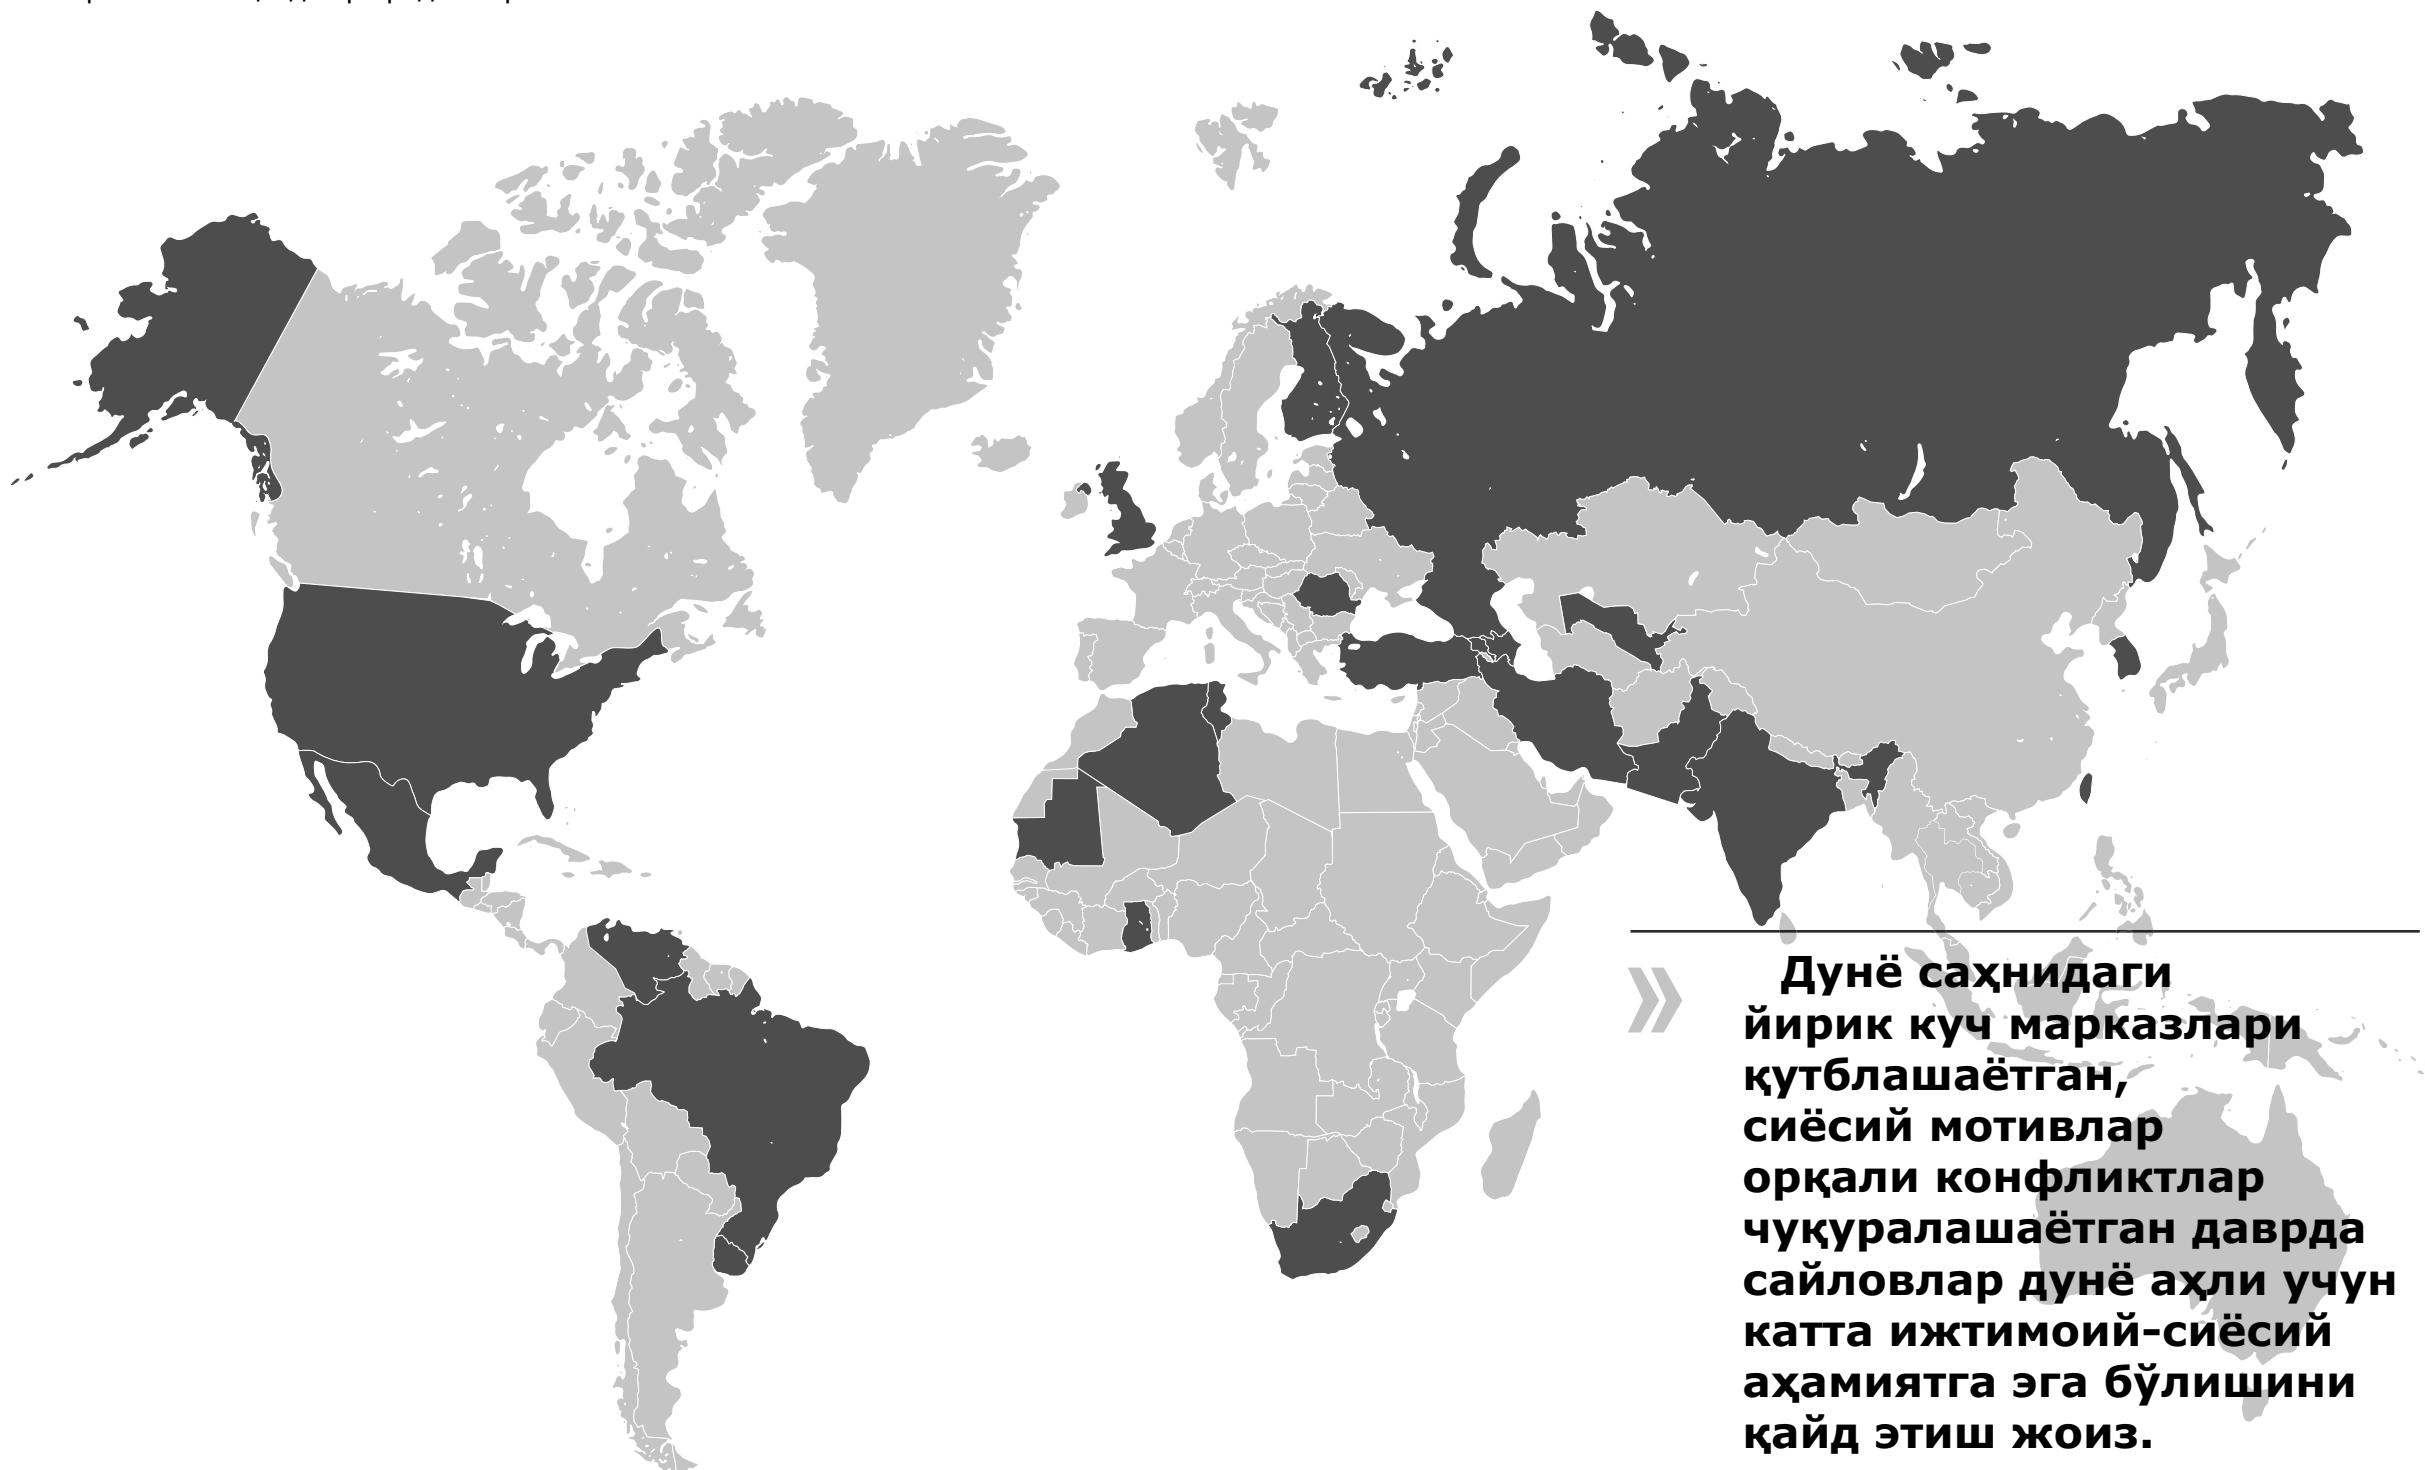 Дунё саҳнидаги
йирик куч марказлари
қутблашаётган,
сиёсий мотивлар
орқали конфликтлар
чуқуралашаётган даврда
сайловлар дунё аҳли учун
катта ижтимоий-сиёсий
аҳамиятга эга бўлишини
қайд этиш жоиз.